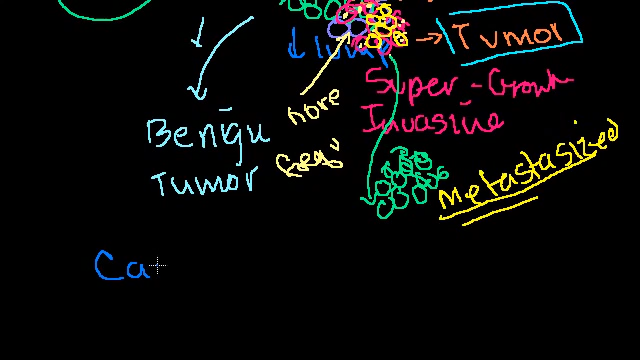 Tumor
lump
Super-Growth
Invasive
more
Benign
Tumor
Metastasized
Ca